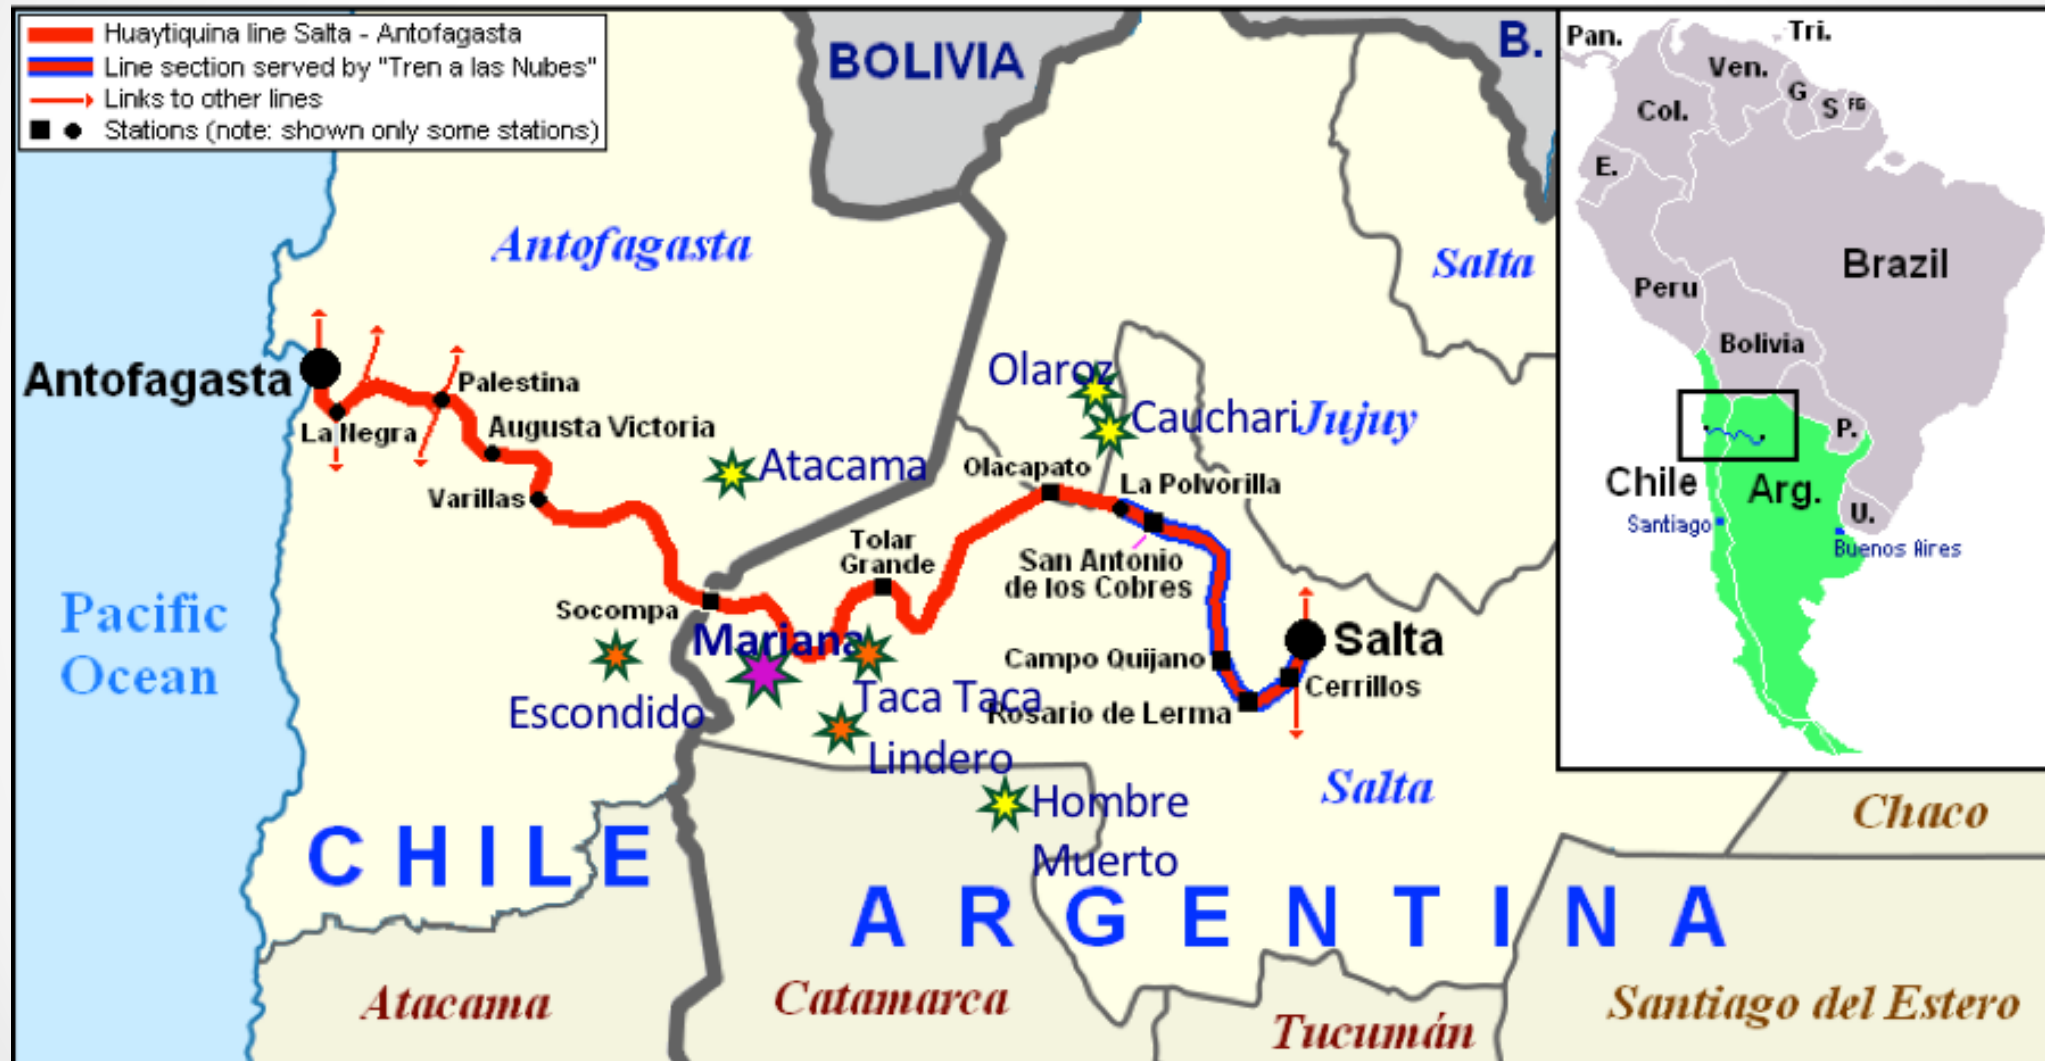 Huaytiquina line Salta - Antofagasta
Line section served by "Tren a las Nubes"
Links to other lines
Stations (note: shown only some stations)
BOLIVIA
B.
Antofagasta
Salta
Antofagasta
Palestina
La Negra
Augusta Victoria
Varillas
Atacama
Olaroz
Cauchari
Jujuy
Olacapato
La Polvorilla
Tolar
Grande
San Antonio
de los Cobres
Socompa
Mariana
Pacific
Ocean
Escondido
Taca Taca
Lindero
Campo Quijano
Rosario de Lerma
Salta
Cerrillos
Hombre
Muerto
Salta
CHILE
ARGENTINA
Chaco
Atacama
Catamarca
Tucumán
Santiago del Estero
Pan.
Tri.
Ven.
Col.
G
S
FG
E.
Brazil
Peru
Bolivia
P.
Chile
Arg.
U.
Santiago
Buenos Aires